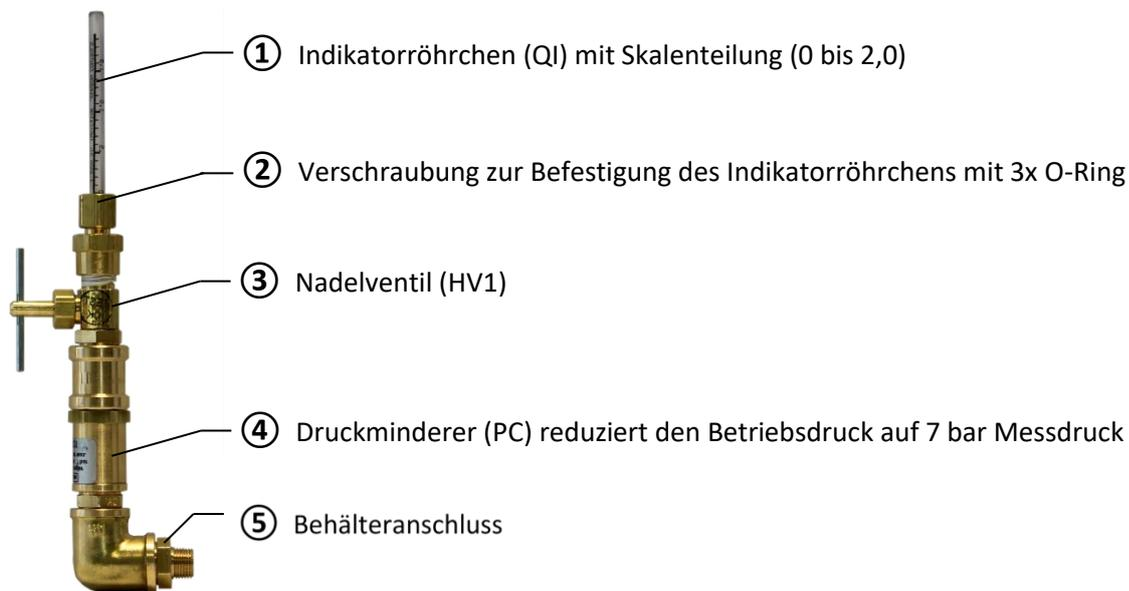 ① Indikatorröhrchen (QI) mit Skalenteilung (0 bis 2,0)
② Verschraubung zur Befestigung des Indikatorröhrchens mit 3x O-Ring
③ Nadelventil (HV1)
④ Druckminderer (PC) reduziert den Betriebsdruck auf 7 bar Messdruck
⑤ Behälteranschluss